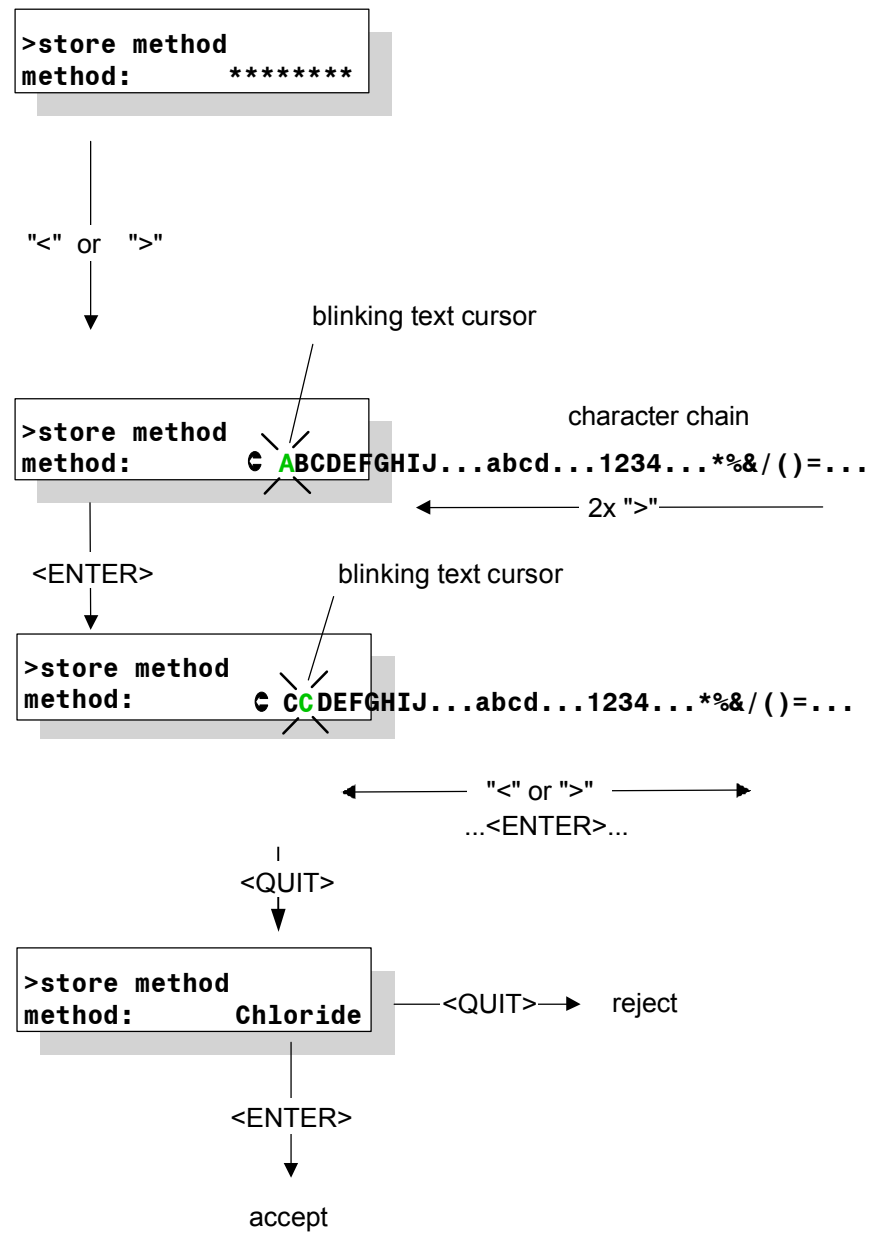 >store method
method: ********
"<" or ">"
blinking text cursor
character chain
>store method
method: C ABCDEFGHIJ...abcd...1234...*%&/()=...
2x ">"
<ENTER>
blinking text cursor
>store method
method: C CCDEFGHIJ...abcd...1234...*%&/()=...
"<" or ">"
...<ENTER>...
<QUIT>
>store method
method: Chloride
<QUIT> reject
<ENTER>
accept